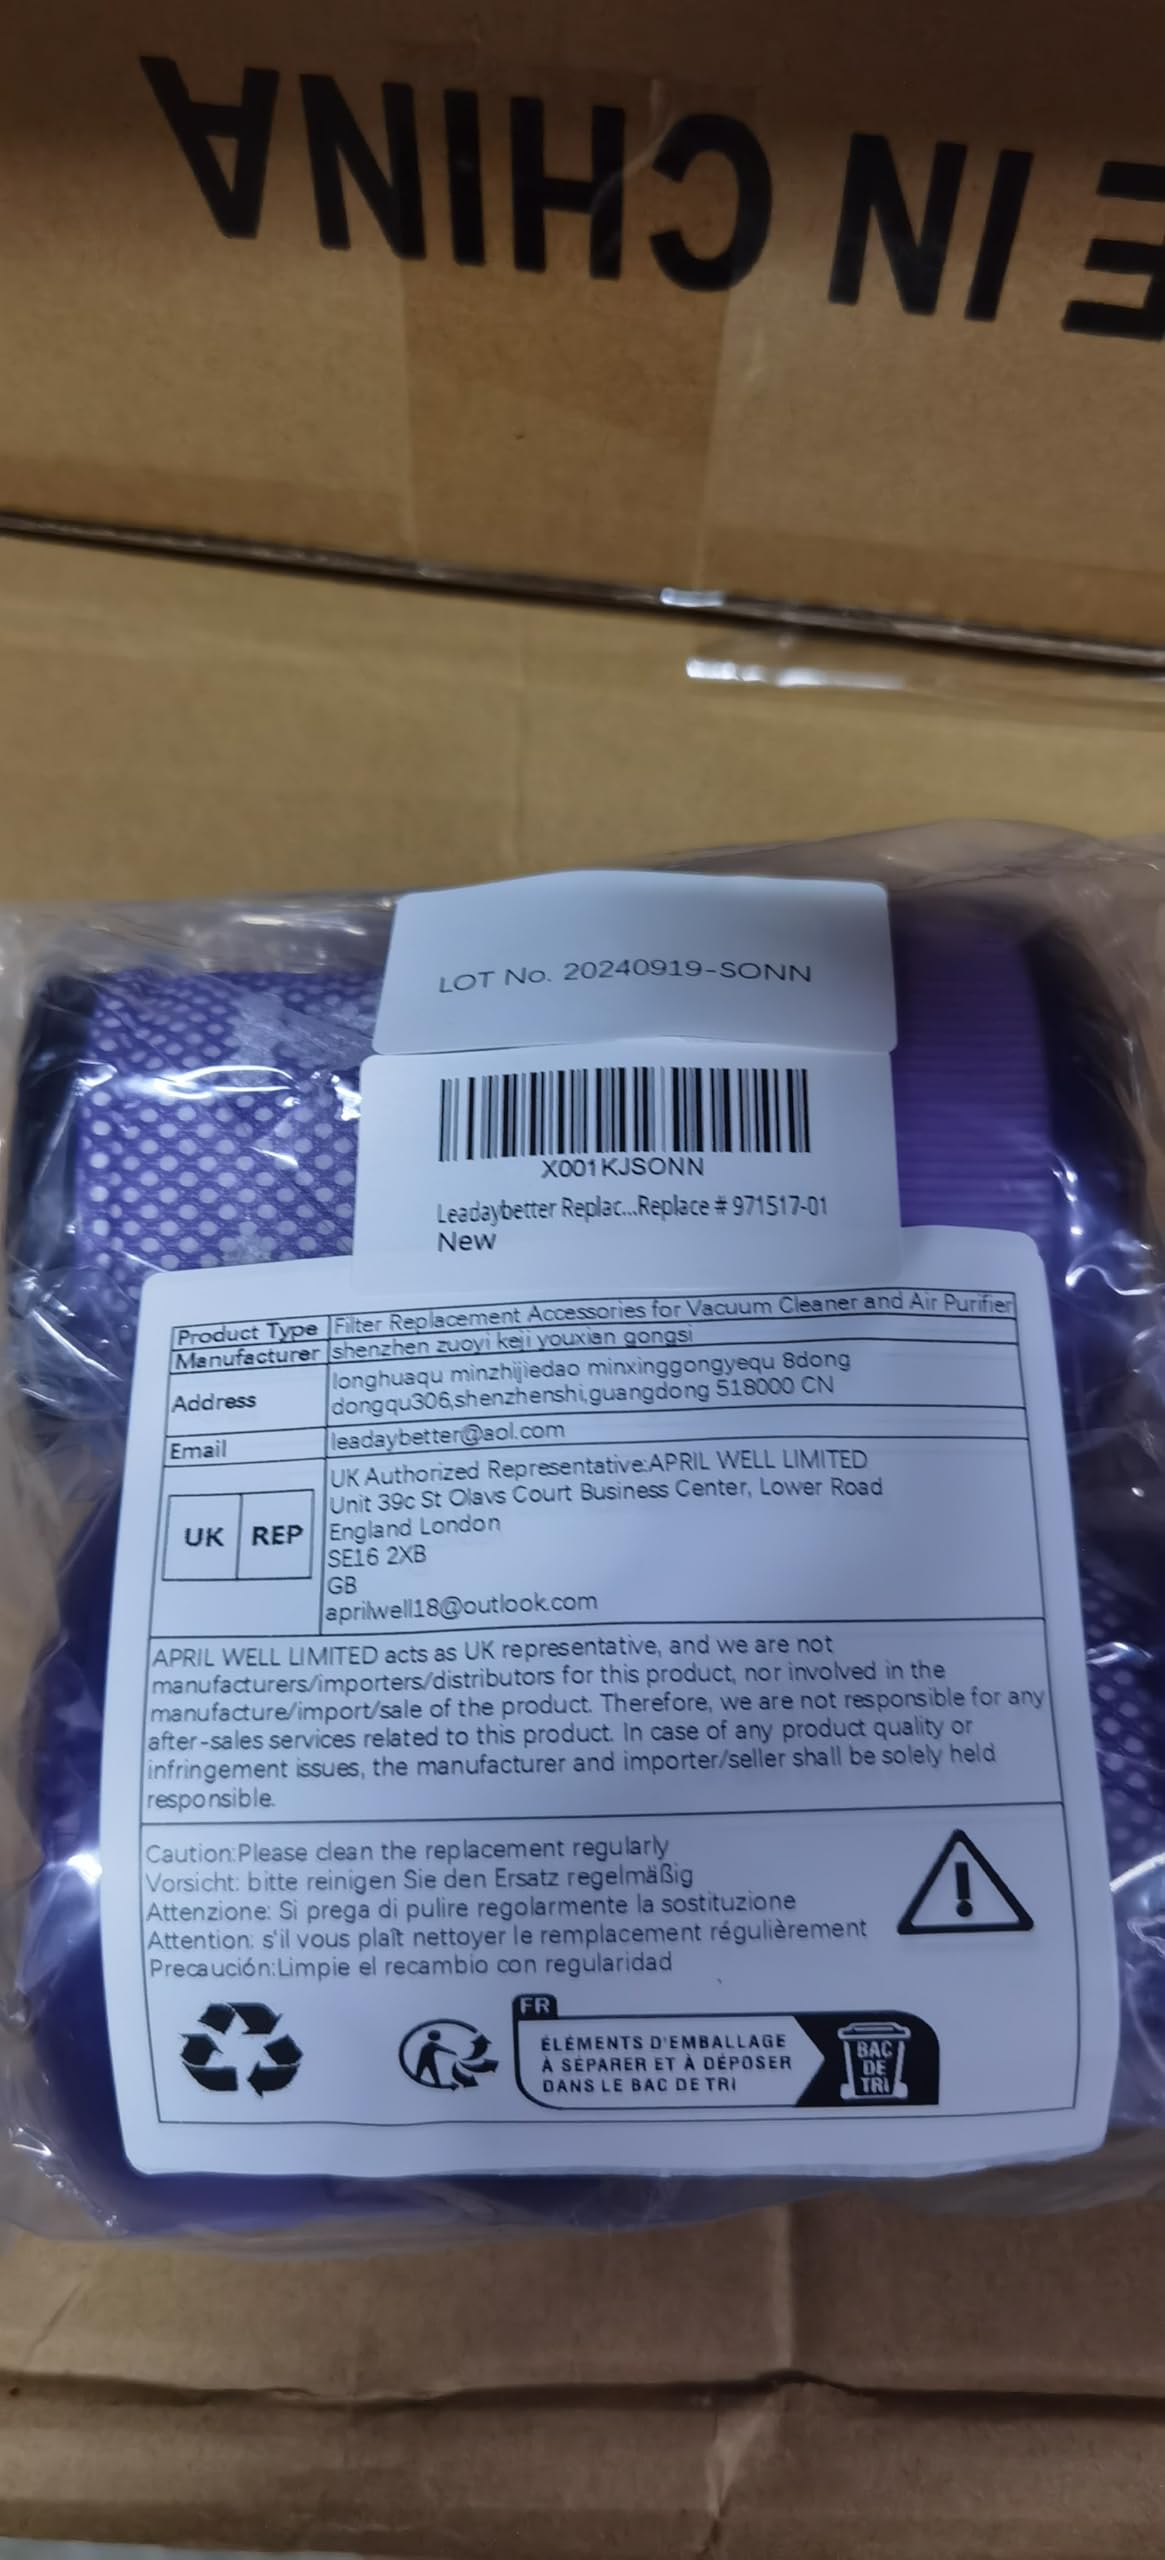 E IN CHINA
LOT No. 20240919-SONN
X001KJSONN
Leadaybetter Replac...Replace # 971517-01
New
Product Type Filter Replacement Accessories for Vacuum Cleaner and Air Purifier
Manufacturer shenzhen zuoyi keji youxian gongsi
Address longhuaqu minzhijiedao minxinggongyequ 8dong
dongqu306,shenzhenshi,guangdong 518000 CN
Email leadaybetter@aol.com
UK REP
UK Authorized Representative:APRIL WELL LIMITED
Unit 39c St Olavs Court Business Center, Lower Road
England London
SE16 2XB
GB
aprilwell18@outlook.com
APRIL WELL LIMITED acts as UK representative, and we are not
manufacturers/importers/distributors for this product, nor involved in the
manufacture/import/sale of the product. Therefore, we are not responsible for any
after-sales services related to this product. In case of any product quality or
infringement issues, the manufacturer and importer/seller shall be solely held
responsible.
Caution:Please clean the replacement regularly
Vorsicht: bitte reinigen Sie den Ersatz regelmäßig
Attenzione: Si prega di pulire regolarmente la sostituzione
Attention: s'il vous plaît nettoyer le remplacement régulièrement
Precaución:Limpie el recambio con regularidad
FR
ÉLÉMENTS D'EMBALLAGE
À SÉPARER ET À DÉPOSER
DANS LE BAC DE TRI
BAC
DE
TRI